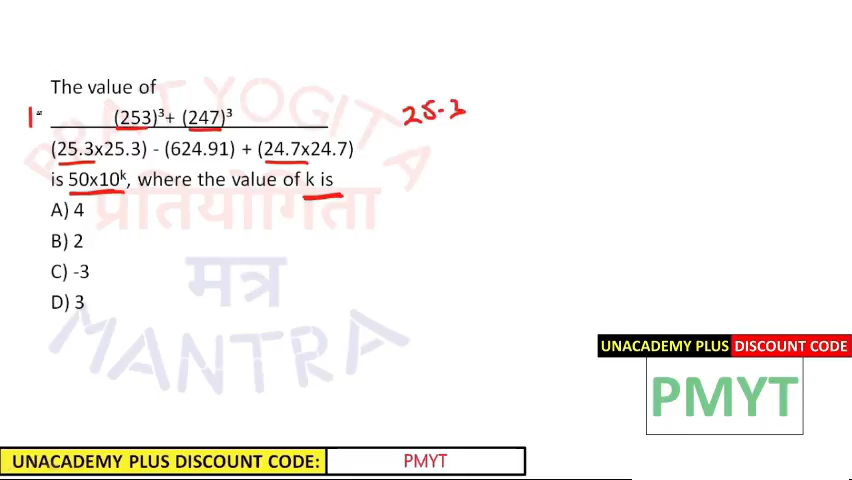 The value of
(253)³+ (247)³
25.3
(25.3x25.3) - (624.91) + (24.7x24.7)
is 50x10ᵏ, where the value of k is
A) 4
B) 2
C) -3
D) 3
PRATIYOGITA
प्रतियोगिता
मंत्र
MANTRA
UNACADEMY PLUS DISCOUNT CODE
PMYT
UNACADEMY PLUS DISCOUNT CODE: PMYT